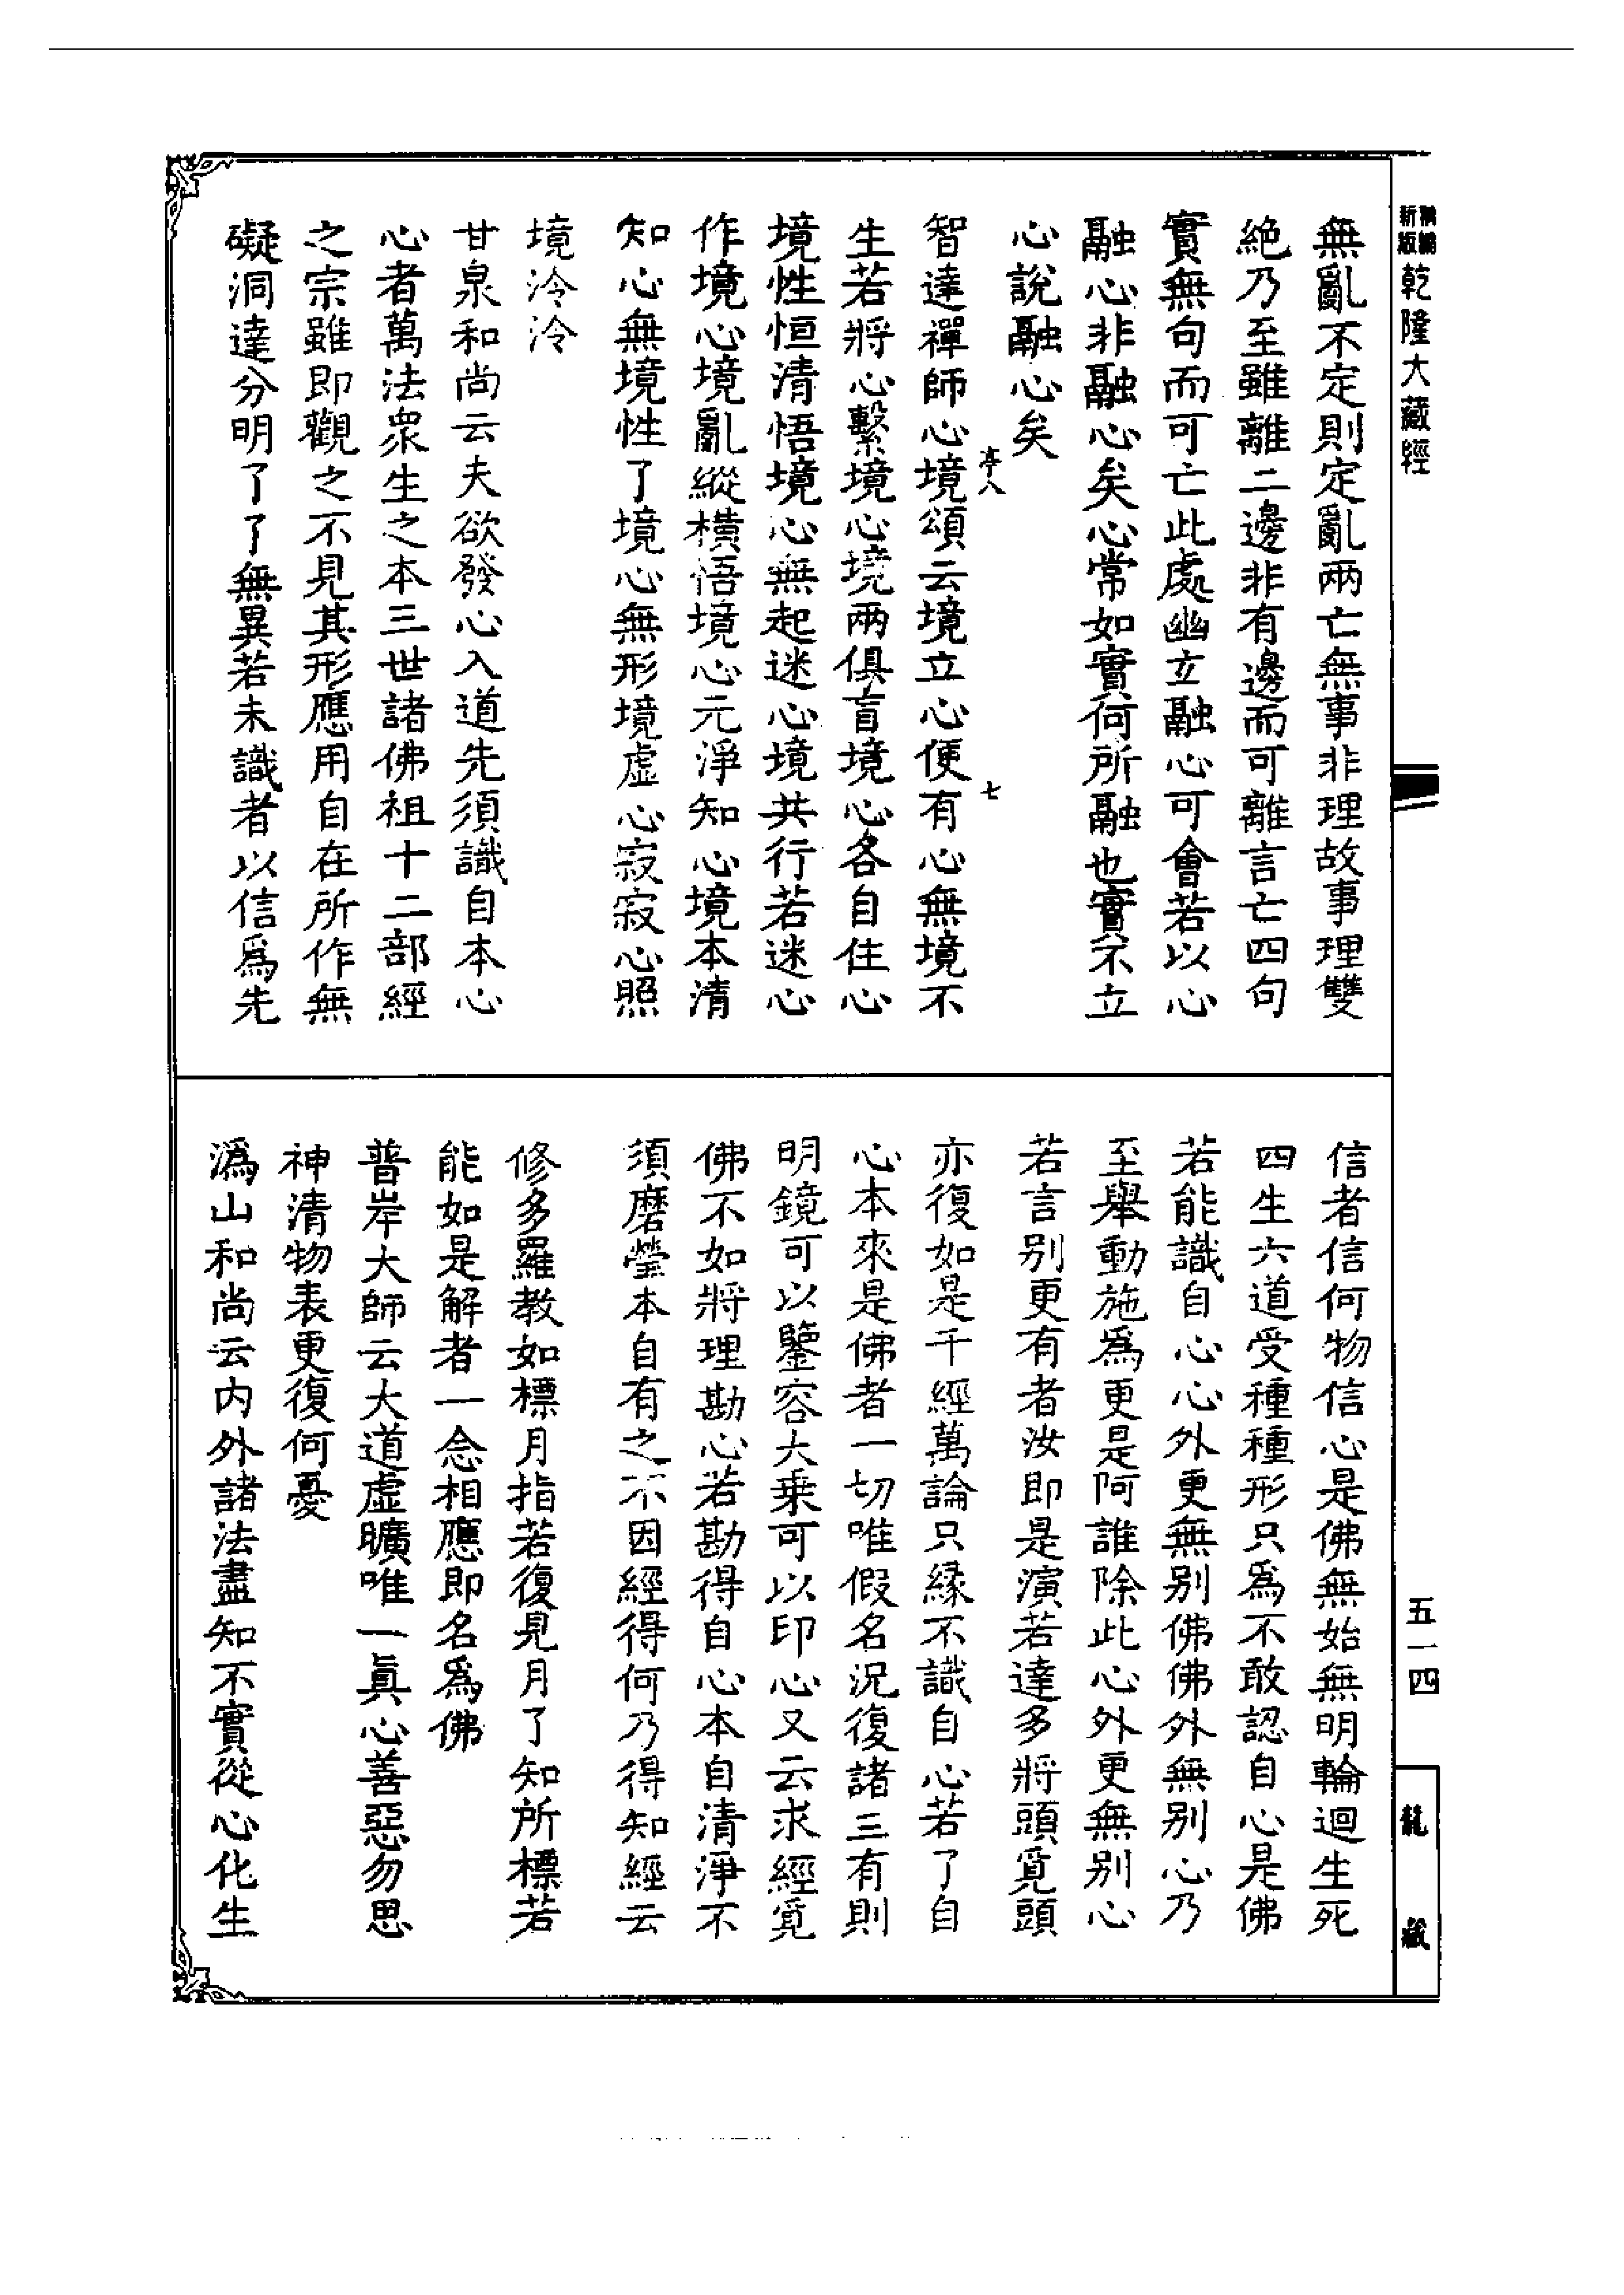 新編
新版
乾隆大藏經
無亂不定則定亂兩亡無事非理故事理雙
絕乃至雖離二邊非有邊而可離言亡四句
實無句而可亡此處幽玄融心可會若以心
融心非融心矣心常如實何所融也實不立
心說融心矣
亭八
七
智達禪師心境頌云境立心便有心無境不
生若將心繫境心境兩俱盲境心各自住心
境性恒清悟境心無起迷心境共行若迷心
作境心境亂縱橫悟境心元淨知心境本清
知心無境性了境心無形境虛心寂寂心照
境泠泠
甘泉和尚云夫欲發心入道先須識自本心
心者萬法衆生之本三世諸佛祖十二部經
之宗雖即觀之不見其形應用自在所作無
礙洞達分明了了無異若未識者以信爲先
信者信何物信心是佛無始無明輪迴生死
四生六道受種種形只爲不敢認自心是佛
若能識自心心外更無别佛佛外無别心乃
至舉動施爲更是阿誰除此心外更無别心
若言别更有者汝即是演若達多將頭覓頭
亦復如是千經萬論只緣不識自心若了自
心本來是佛者一切唯假名況復諸三有則
明鏡可以鑒容大乗可以印心又云求經覓
佛不如將理勘心若勘得自心本自清淨不
須磨瑩本自有之不因經得何乃得知經云
修多羅教如標月指若復見月了知所標若
能如是解者一念相應即名爲佛
普岸大師云大道虛曠唯一眞心善惡勿思
神清物表更復何憂
潙山和尚云内外諸法盡知不實從心化生
五一四
龍藏